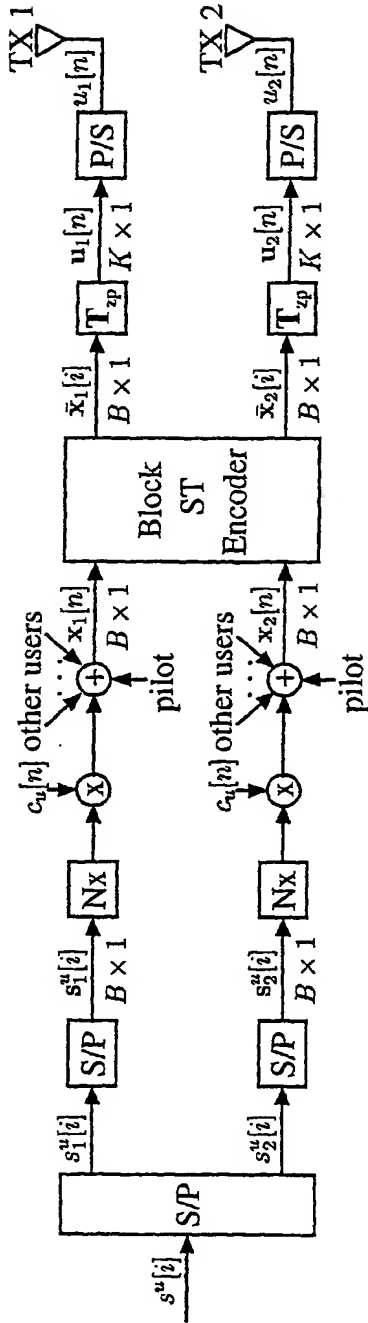 s^u[i]
S/P
s_1^u[i]
S/P
𝐬_1^u[i]
B × 1
Nx
c_u[n]
x
other users
...
+
pilot
𝐱_1[n]
B × 1
s_2^u[i]
S/P
𝐬_2^u[i]
B × 1
Nx
c_u[n]
x
other users
...
+
pilot
𝐱_2[n]
B × 1
Block
ST
Encoder
𝐱̄_1[i]
B × 1
𝐓_zp
𝐮_1[n]
K × 1
P/S
u_1[n]
TX 1
𝐱̄_2[i]
B × 1
𝐓_zp
𝐮_2[n]
K × 1
P/S
u_2[n]
TX 2